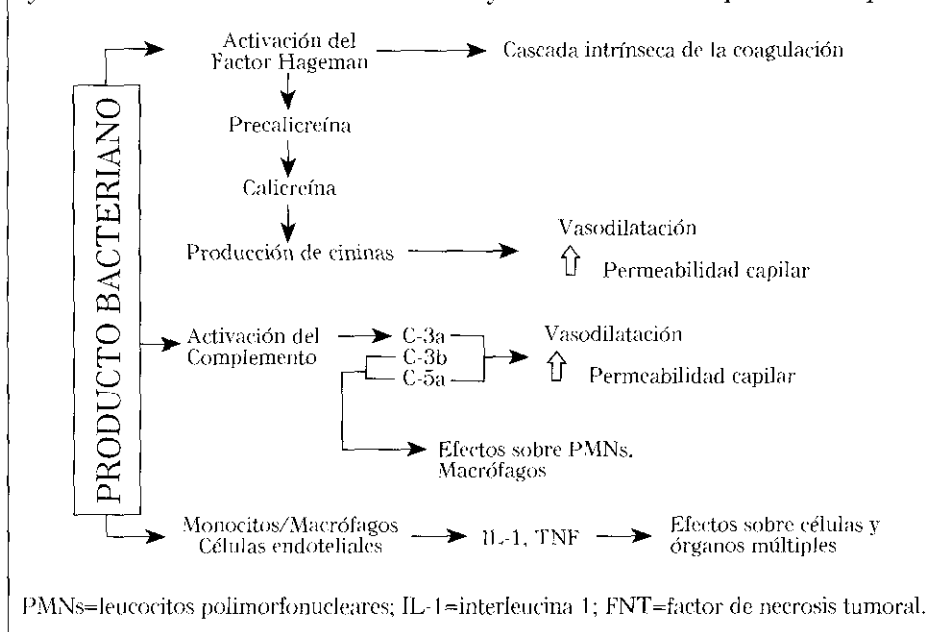 Activación del
Factor Hageman
Cascada intrínseca de la coagulación
Precalicreína
Calicreína
Producción de cininas
Vasodilatación
Permeabilidad capilar
PRODUCTO BACTERIANO
Activación del
Complemento
C-3a
C-3b
C-5a
Vasodilatación
Permeabilidad capilar
Efectos sobre PMNs.
Macrófagos
Monocitos/Macrófagos
Células endoteliales
IL-1, TNF
Efectos sobre células y
órganos múltiples
PMNs=leucocitos polimorfonucleares; IL-1=interleucina 1; FNT=factor de necrosis tumoral.